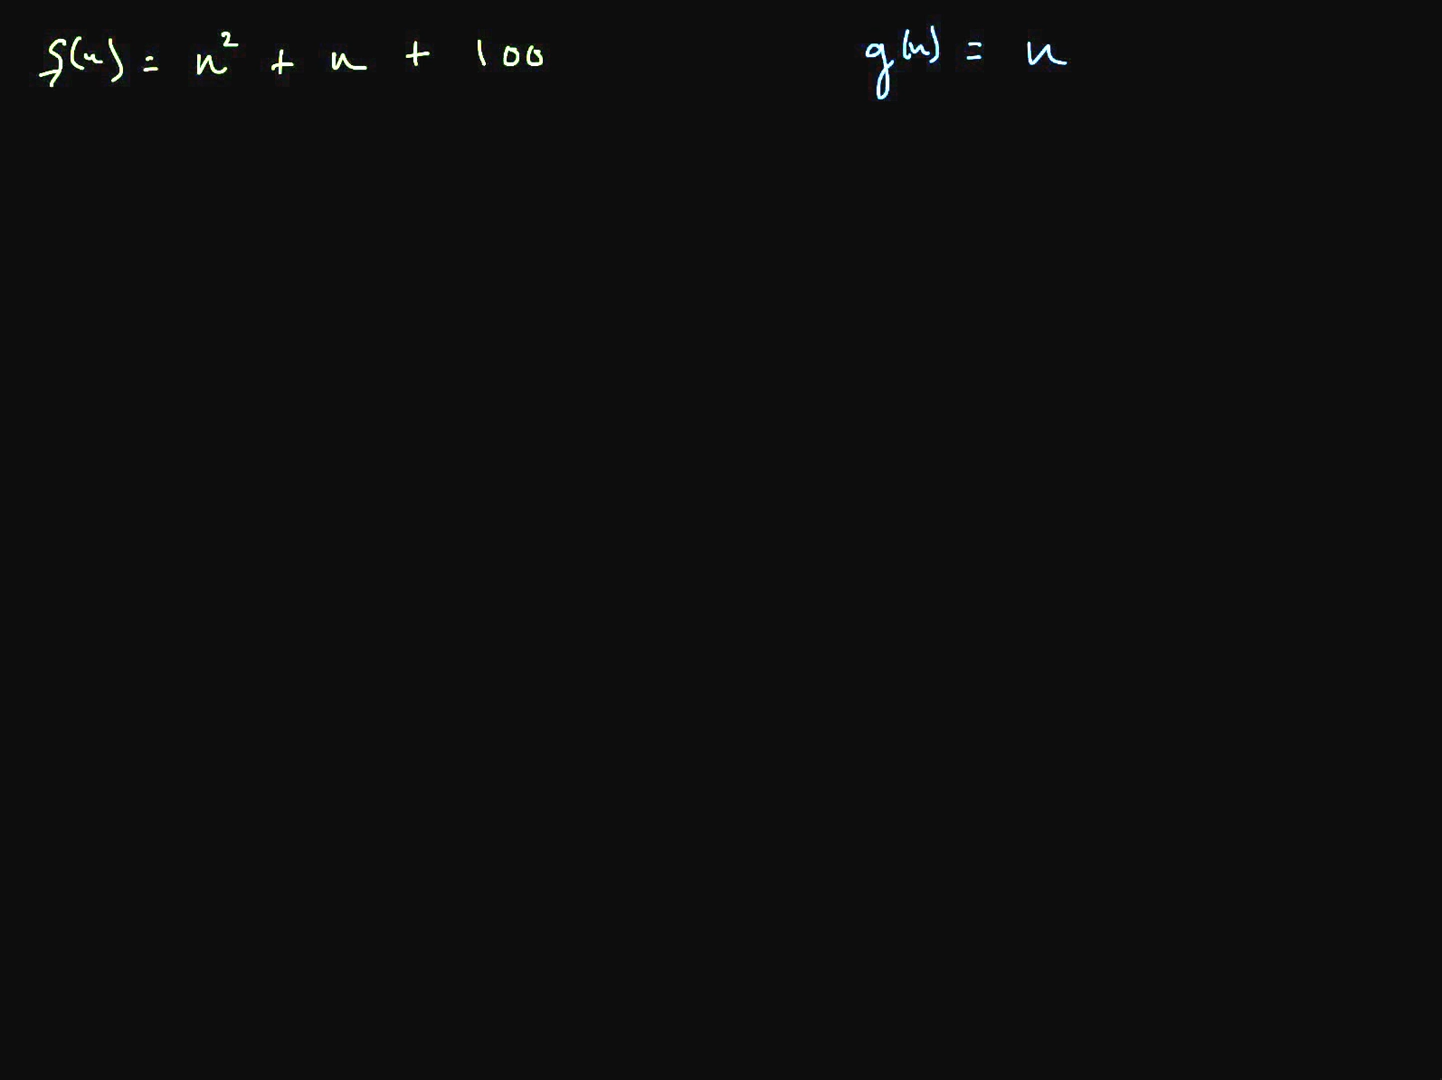 f(n) = n² + n + 100
g(n) = n